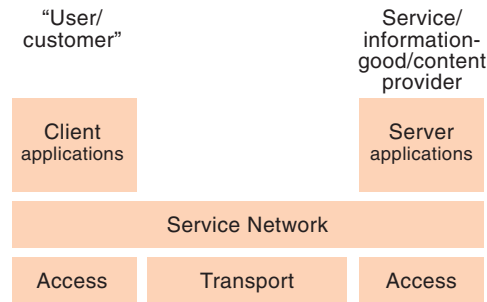 “User/
customer”
Service/
information-
good/content
provider
Client
applications
Server
applications
Service Network
Access
Transport
Access